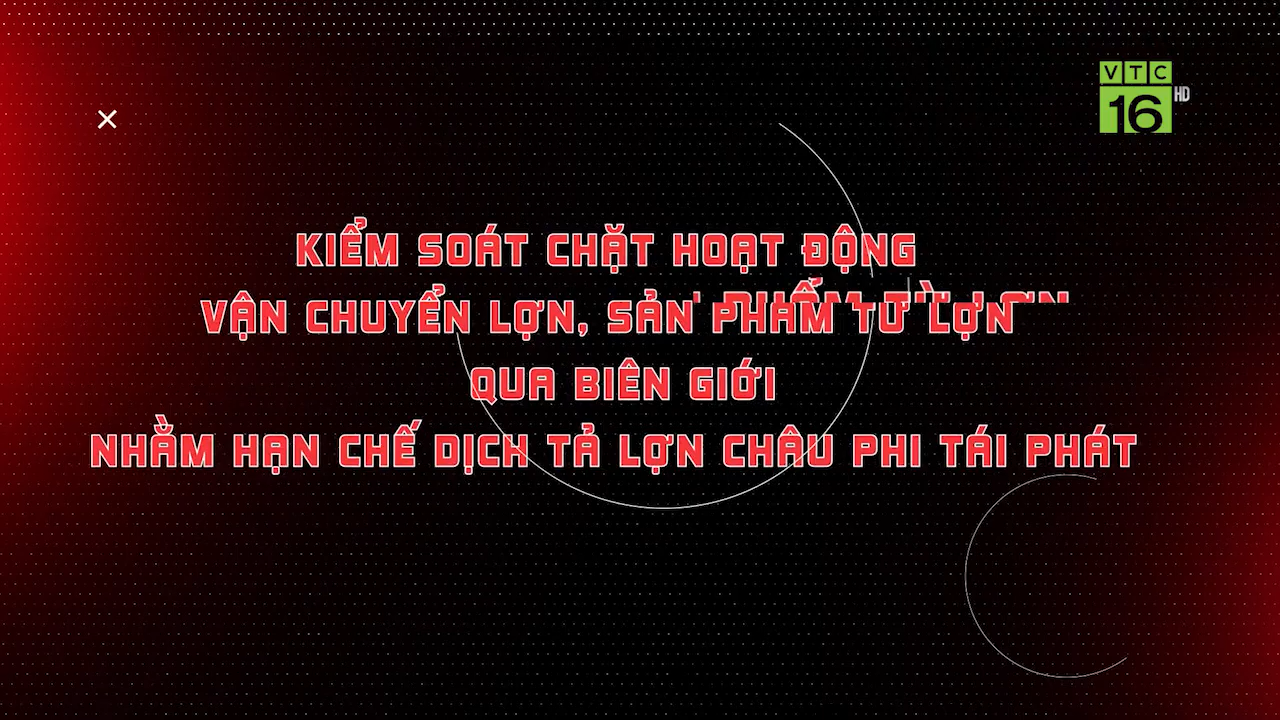 VTC
16 HD
KIỂM SOÁT CHẶT HOẠT ĐỘNG
VẬN CHUYỂN LỢN, SẢN PHẨM TỪ LỢN
QUA BIÊN GIỚI
NHẰM HẠN CHẾ DỊCH TẢ LỢN CHÂU PHI TÁI PHÁT